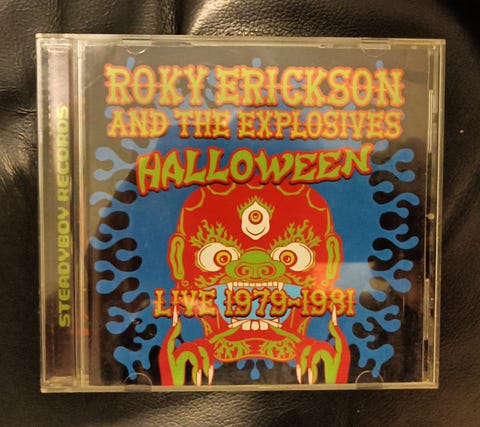 ROKY ERICKSON
AND THE EXPLOSIVES
HALLOWEEN
LIVE 1979-1981
STEADYBOY RECORDS